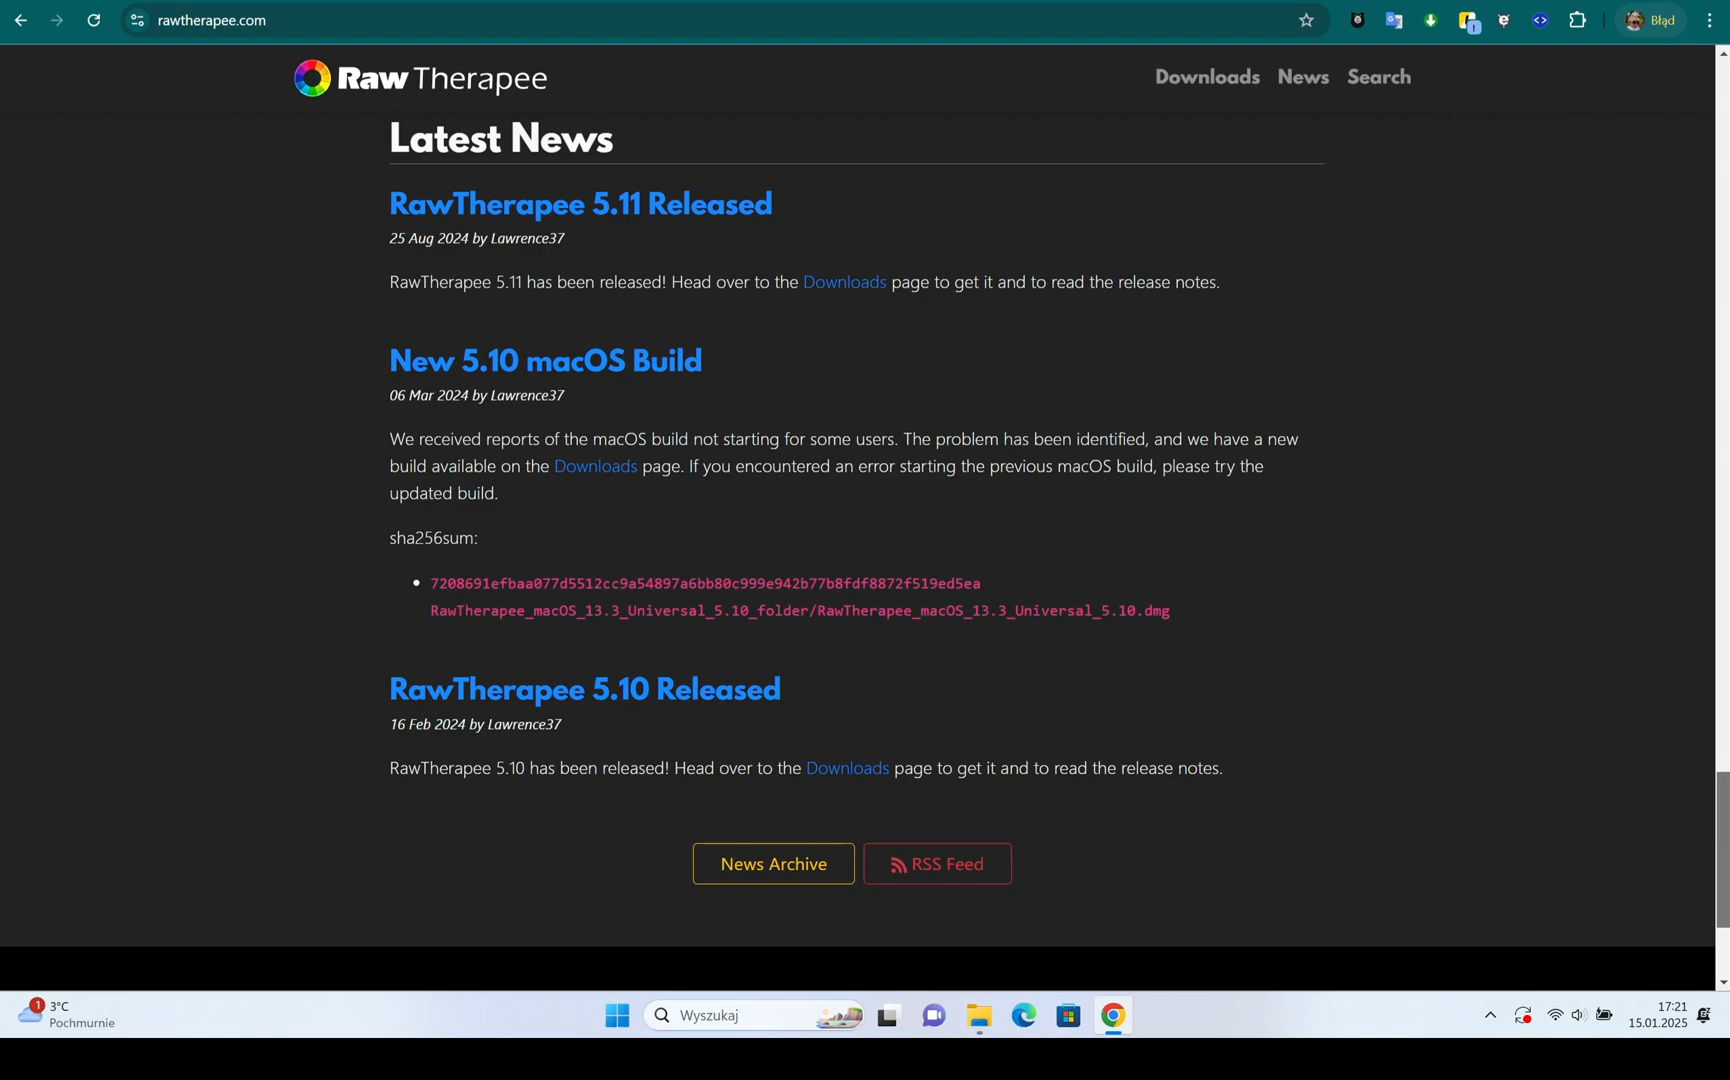 rawtherapee.com
Błąd
RawTherapee
Downloads News Search
Latest News
RawTherapee 5.11 Released
25 Aug 2024 by Lawrence37
RawTherapee 5.11 has been released! Head over to the Downloads page to get it and to read the release notes.
New 5.10 macOS Build
06 Mar 2024 by Lawrence37
We received reports of the macOS build not starting for some users. The problem has been identified, and we have a new
build available on the Downloads page. If you encountered an error starting the previous macOS build, please try the
updated build.
sha256sum:
7208691efbaa077d5512cc9a54897a6bb80c999e942b77b8fdf8872f519ed5ea
RawTherapee_macOS_13.3_Universal_5.10_folder/RawTherapee_macOS_13.3_Universal_5.10.dmg
RawTherapee 5.10 Released
16 Feb 2024 by Lawrence37
RawTherapee 5.10 has been released! Head over to the Downloads page to get it and to read the release notes.
News Archive
RSS Feed
1
3°C
Pochmurnie
Wyszukaj
17:21
15.01.2025